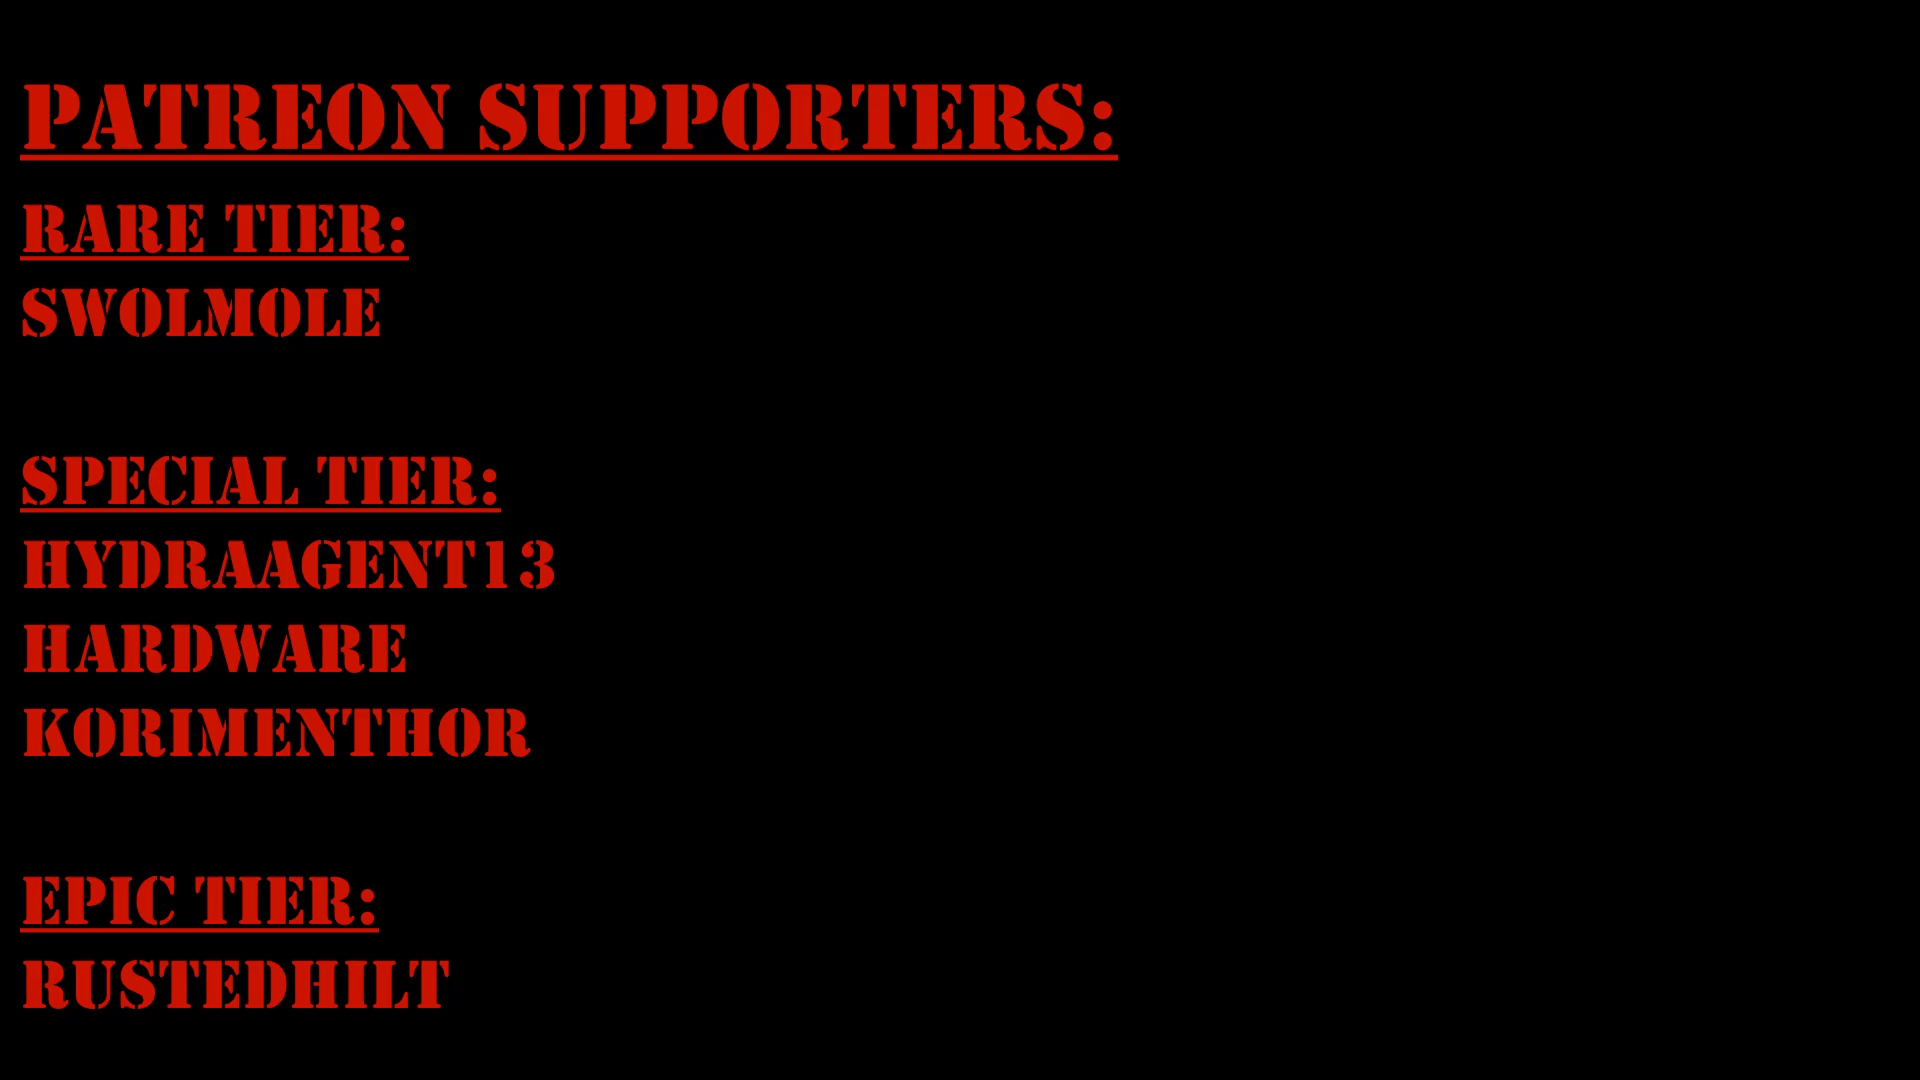 PATREON SUPPORTERS:
RARE TIER:
SWOLMOLE
SPECIAL TIER:
HYDRAAGENT13
HARDWARE
KORIMENTHOR
EPIC TIER:
RUSTEDHILT